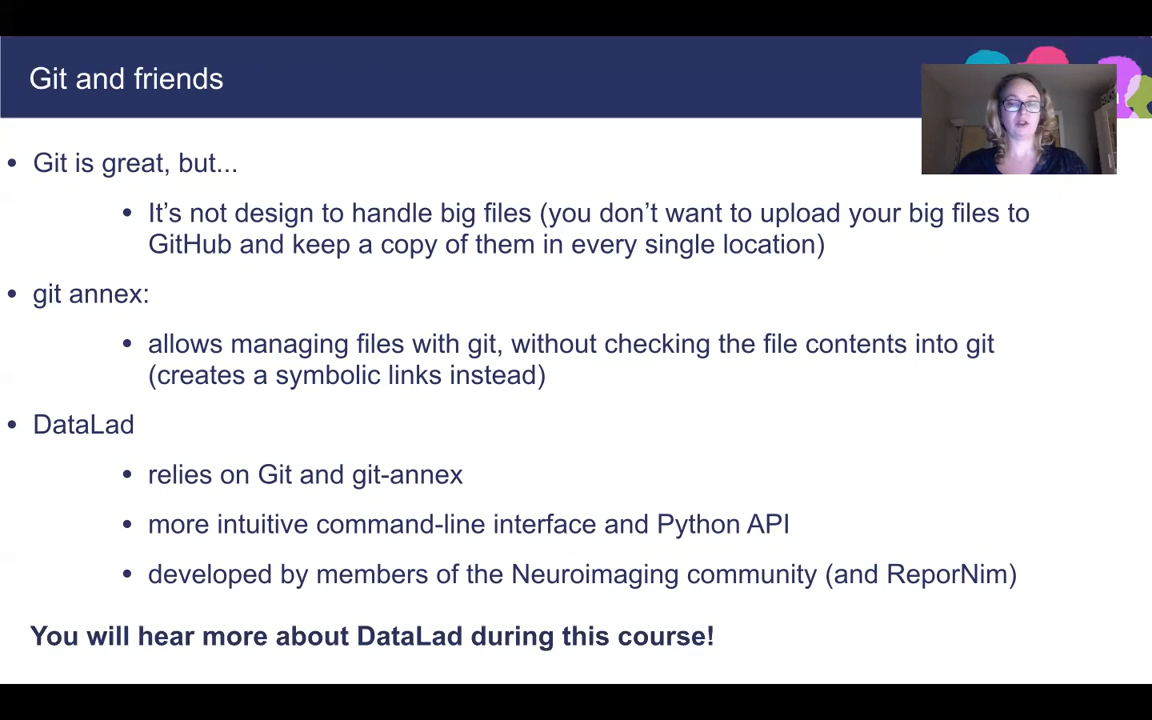 Git and friends
• Git is great, but...
• It’s not design to handle big files (you don’t want to upload your big files to
GitHub and keep a copy of them in every single location)
• git annex:
• allows managing files with git, without checking the file contents into git
(creates a symbolic links instead)
• DataLad
• relies on Git and git-annex
• more intuitive command-line interface and Python API
• developed by members of the Neuroimaging community (and ReporNim)
You will hear more about DataLad during this course!